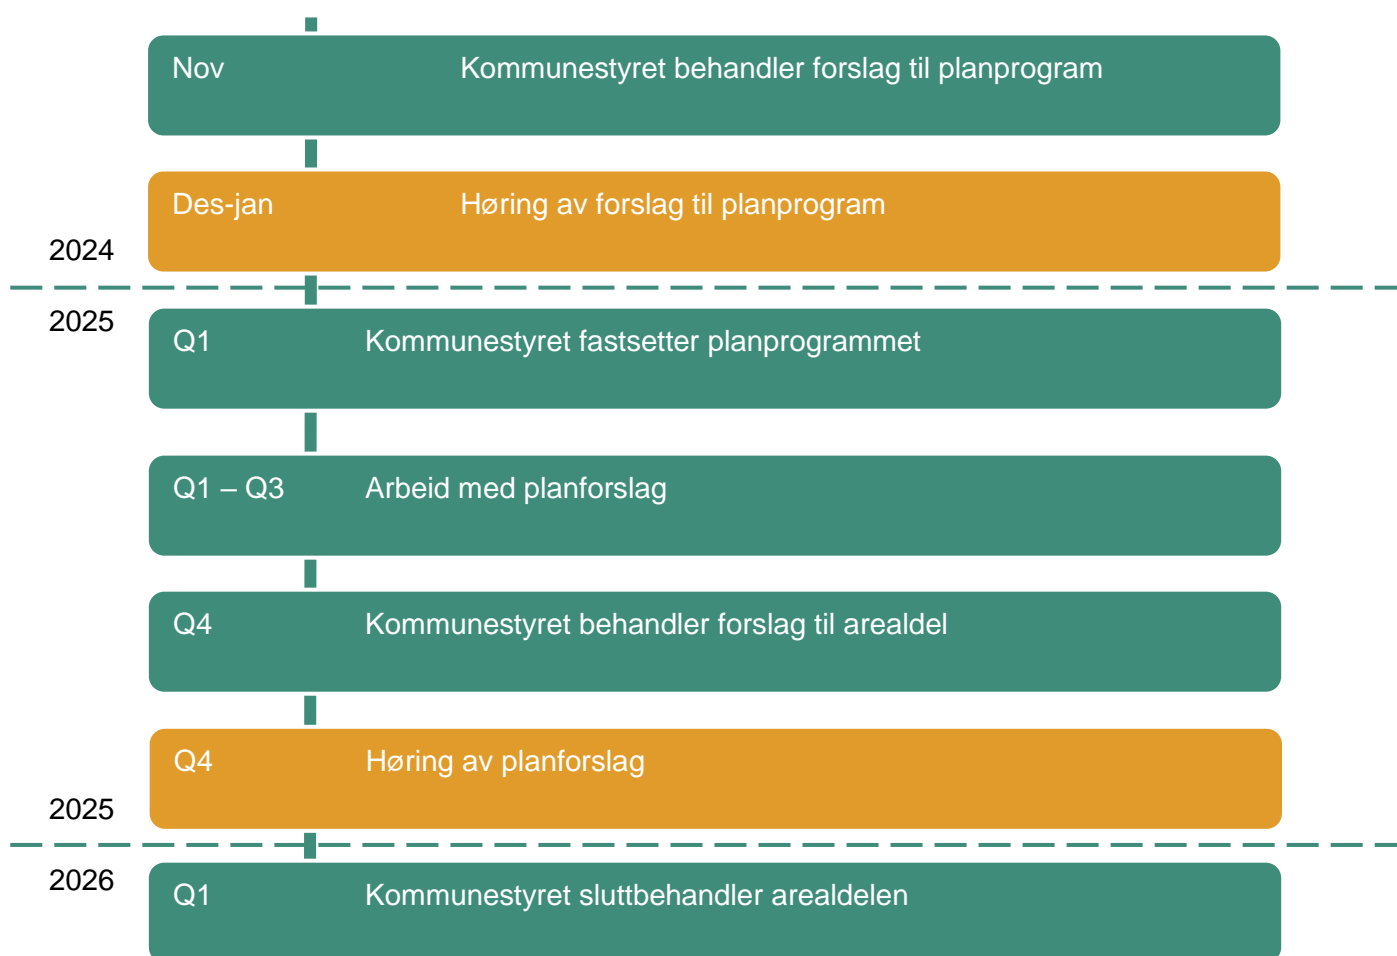 Nov Kommunestyret behandler forslag til planprogram
Des-jan Høring av forslag til planprogram
2024
2025
Q1 Kommunestyret fastsetter planprogrammet
Q1 – Q3 Arbeid med planforslag
Q4 Kommunestyret behandler forslag til arealdel
Q4 Høring av planforslag
2025
2026
Q1 Kommunestyret sluttbehandler arealdelen